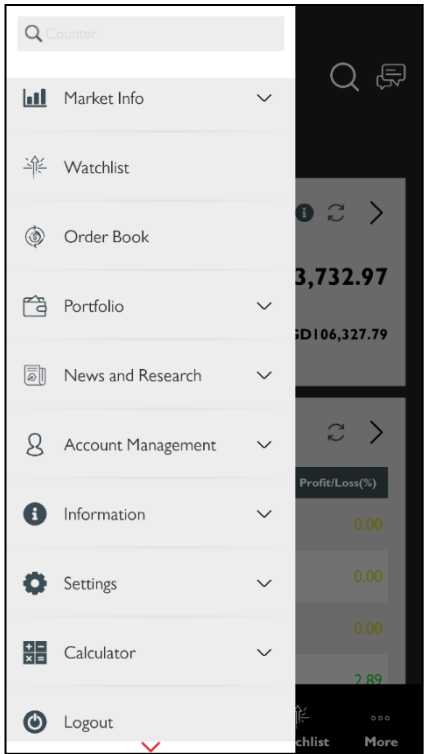 Counter
Market Info
Watchlist
Order Book
3,732.97
Portfolio
GD106,327.79
News and Research
Account Management
Profit/Loss(%)
Information
0.00
Settings
0.00
0.00
Calculator
2.89
Logout
chlist
More